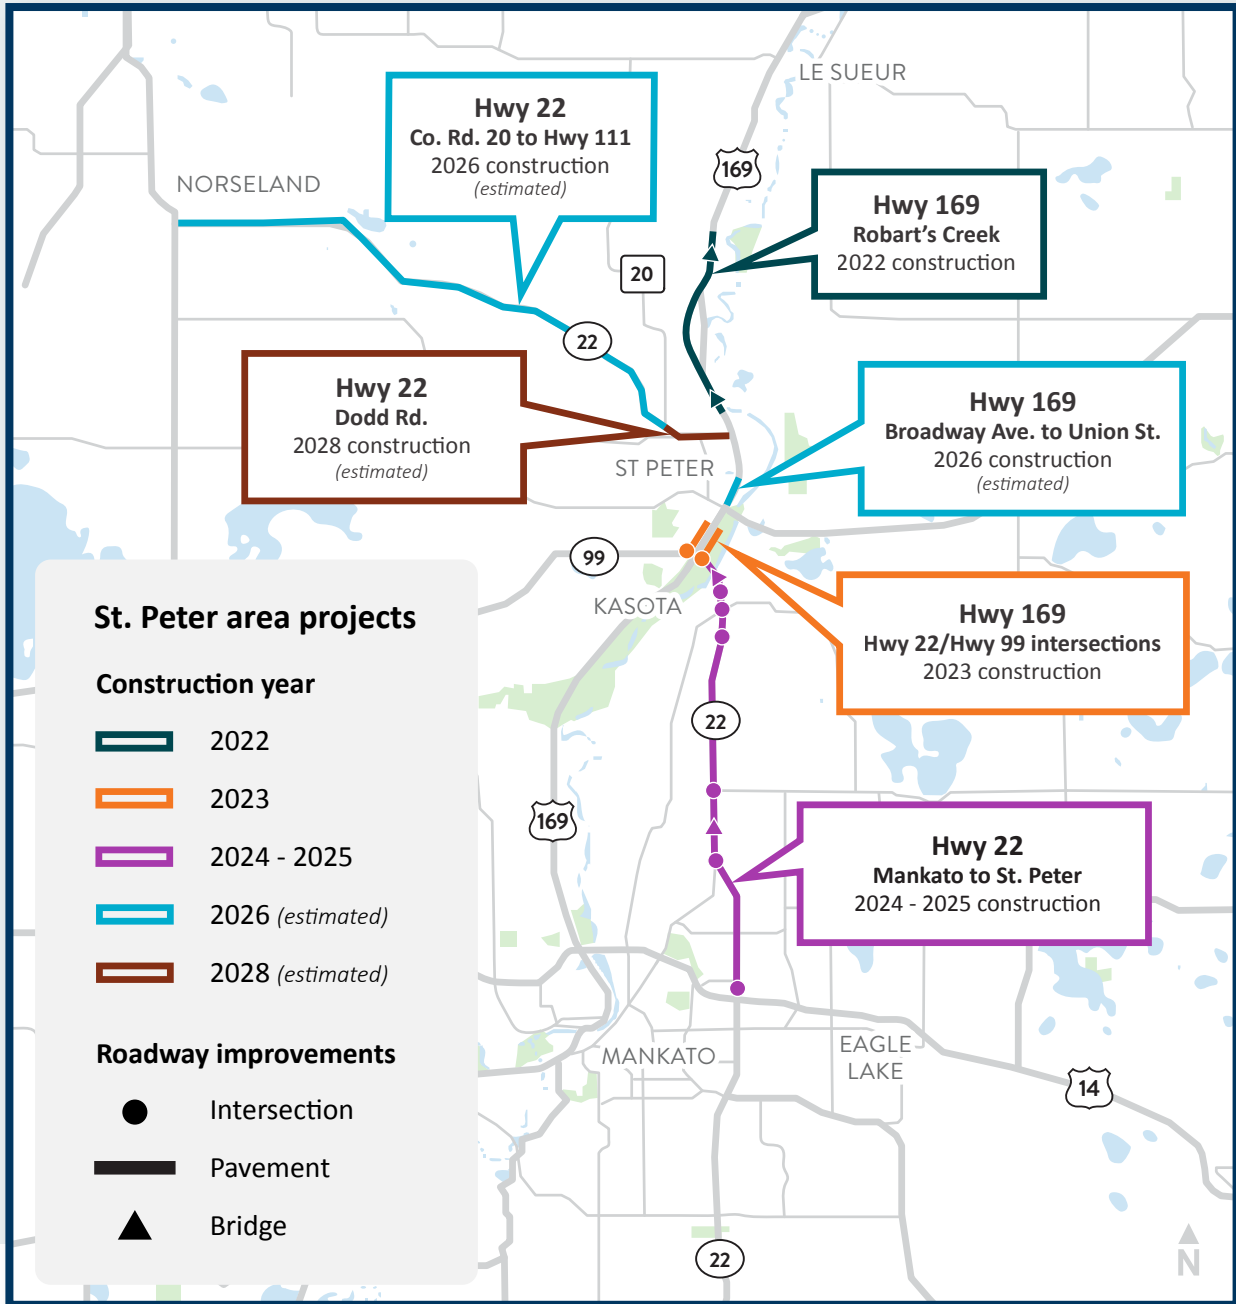 LE SUEUR
Hwy 22
Co. Rd. 20 to Hwy 111
2026 construction
(estimated)
169
NORSELAND
Hwy 169
Robart's Creek
2022 construction
20
22
Hwy 22
Dodd Rd.
2028 construction
(estimated)
Hwy 169
Broadway Ave. to Union St.
2026 construction
(estimated)
ST PETER
99
KASOTA
Hwy 169
Hwy 22/Hwy 99 intersections
2023 construction
22
169
Hwy 22
Mankato to St. Peter
2024 - 2025 construction
MANKATO
EAGLE
LAKE
14
22
N
St. Peter area projects
Construction year
2022
2023
2024 - 2025
2026 (estimated)
2028 (estimated)
Roadway improvements
Intersection
Pavement
Bridge